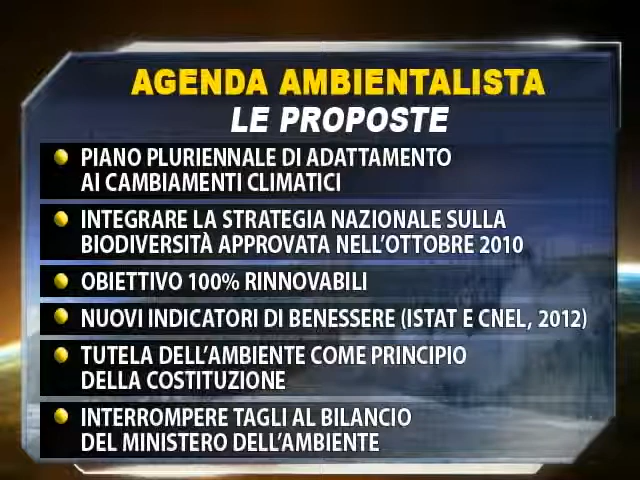 AGENDA AMBIENTALISTA
LE PROPOSTE
PIANO PLURIENNALE DI ADATTAMENTO
AI CAMBIAMENTI CLIMATICI
INTEGRARE LA STRATEGIA NAZIONALE SULLA
BIODIVERSITÀ APPROVATA NELL'OTTOBRE 2010
OBIETTIVO 100% RINNOVABILI
NUOVI INDICATORI DI BENESSERE (ISTAT E CNEL, 2012)
TUTELA DELL'AMBIENTE COME PRINCIPIO
DELLA COSTITUZIONE
INTERROMPERE TAGLI AL BILANCIO
DEL MINISTERO DELL'AMBIENTE